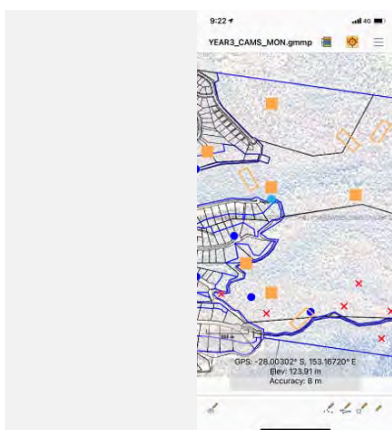 9:22
4G
YEAR3_CAMS_MON.gmmp
GPS: -28.00302° S, 153.16720° E
Elev: 123.91 m
Accuracy: 8 m